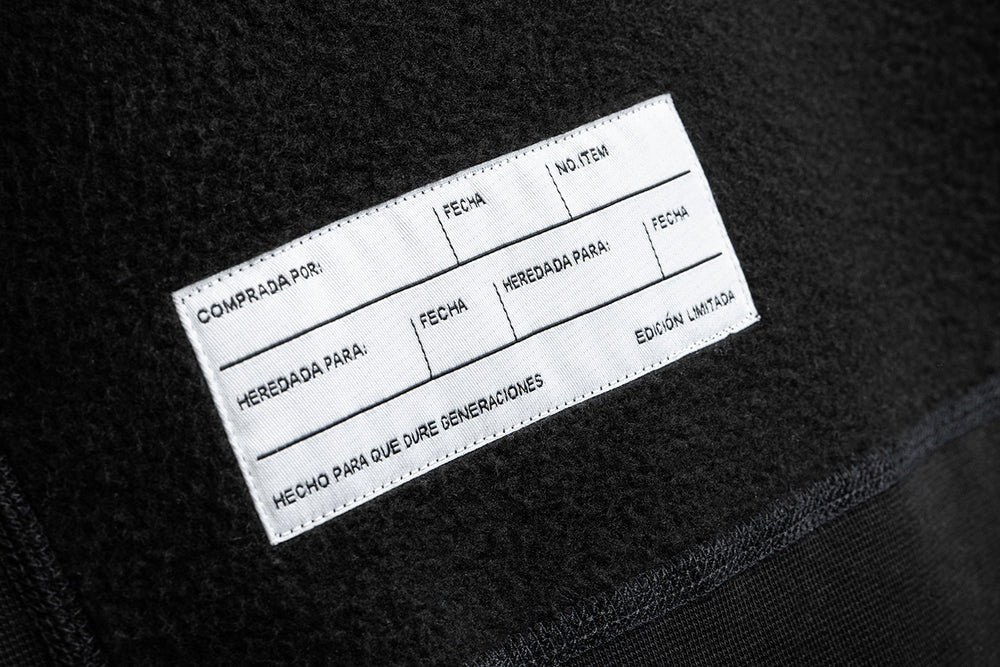 COMPRADA POR: FECHA NO.ITEM
HEREDADA PARA: FECHA HEREDADA PARA: FECHA
HECHO PARA QUE DURE GENERACIONES EDICIÓN LIMITADA